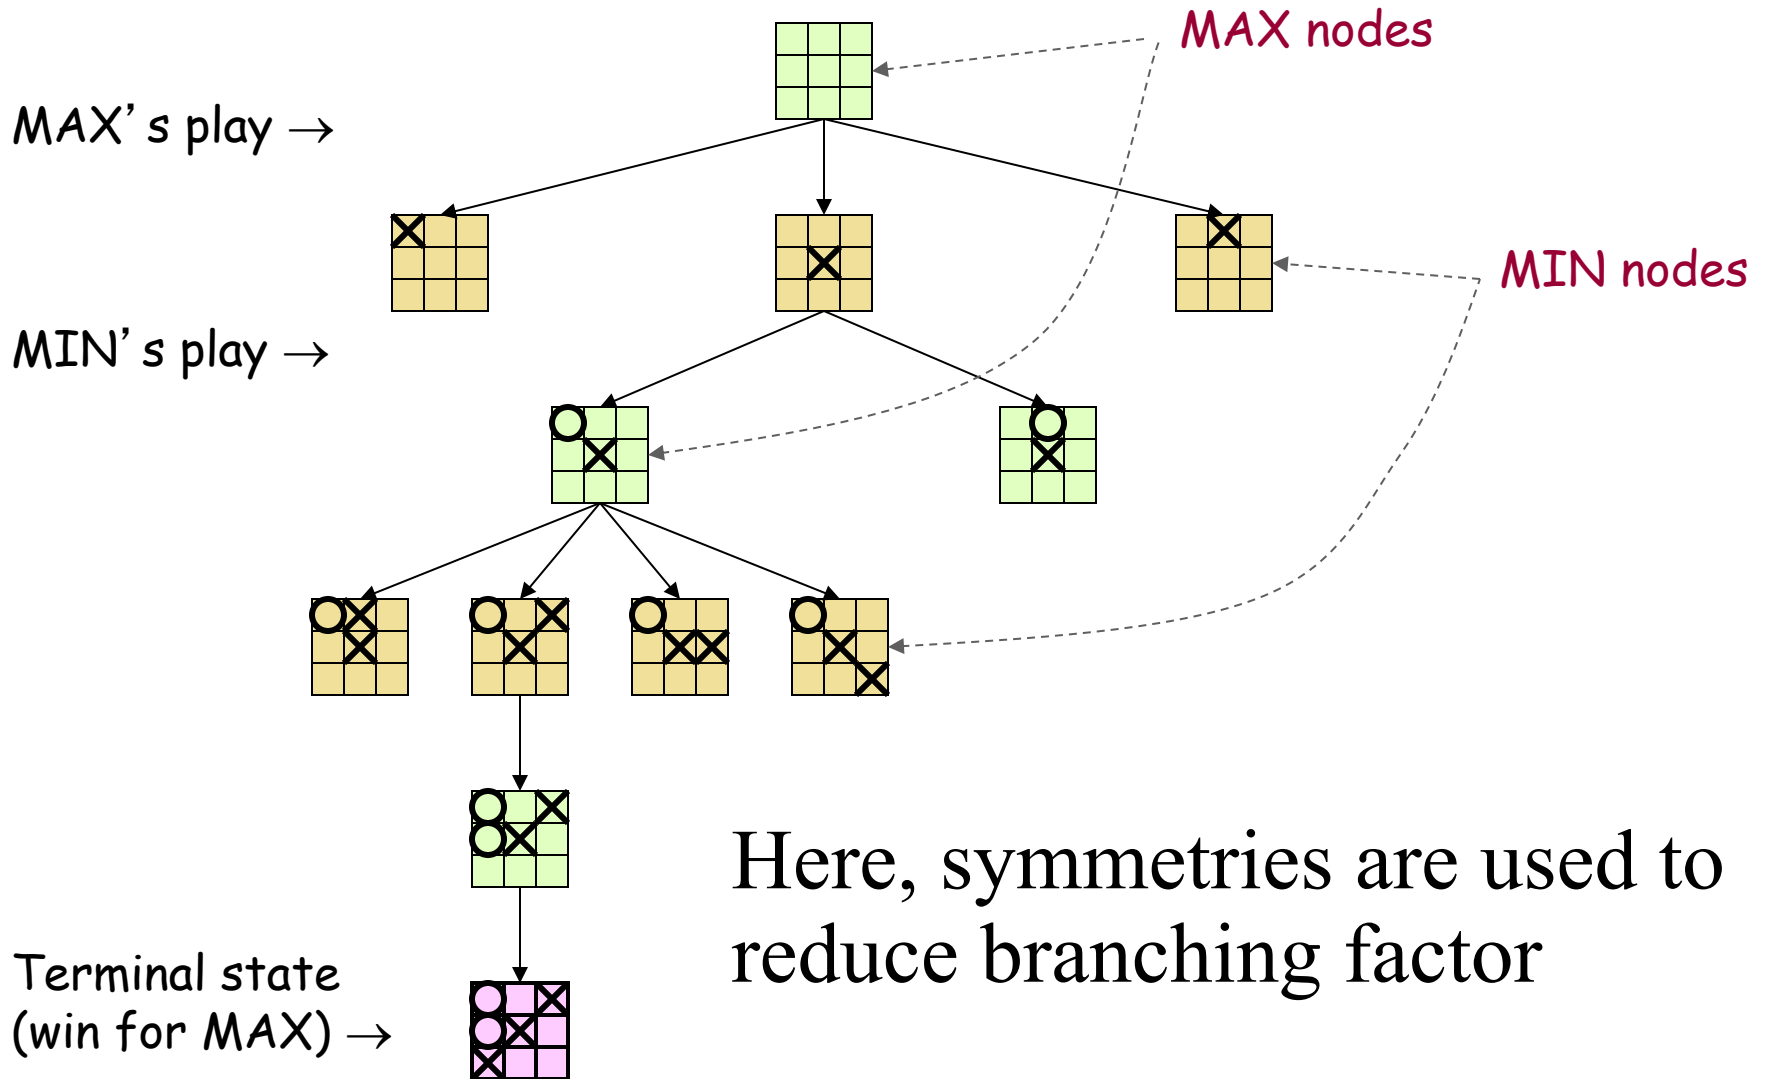 MAX nodes
MAX's play →
MIN nodes
MIN's play →
Here, symmetries are used to
reduce branching factor
Terminal state
(win for MAX) →